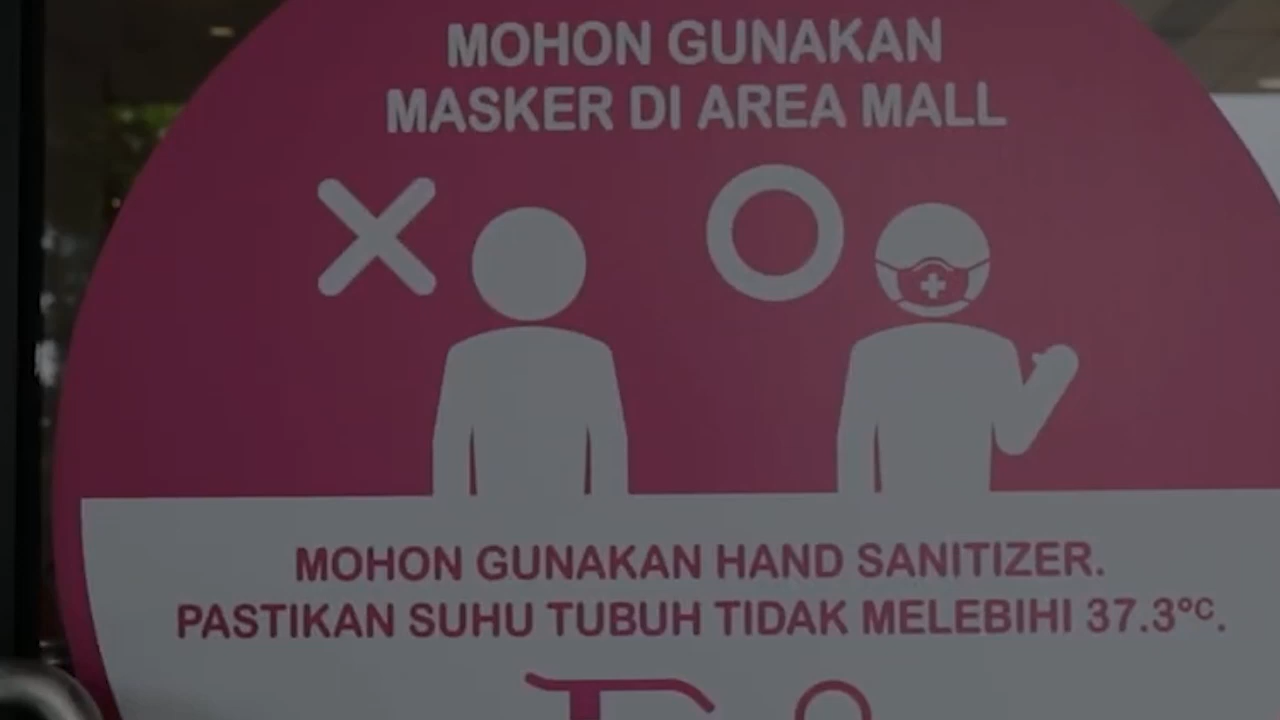 MOHON GUNAKAN
MASKER DI AREA MALL
MOHON GUNAKAN HAND SANITIZER.
PASTIKAN SUHU TUBUH TIDAK MELEBIHI 37.3°C.